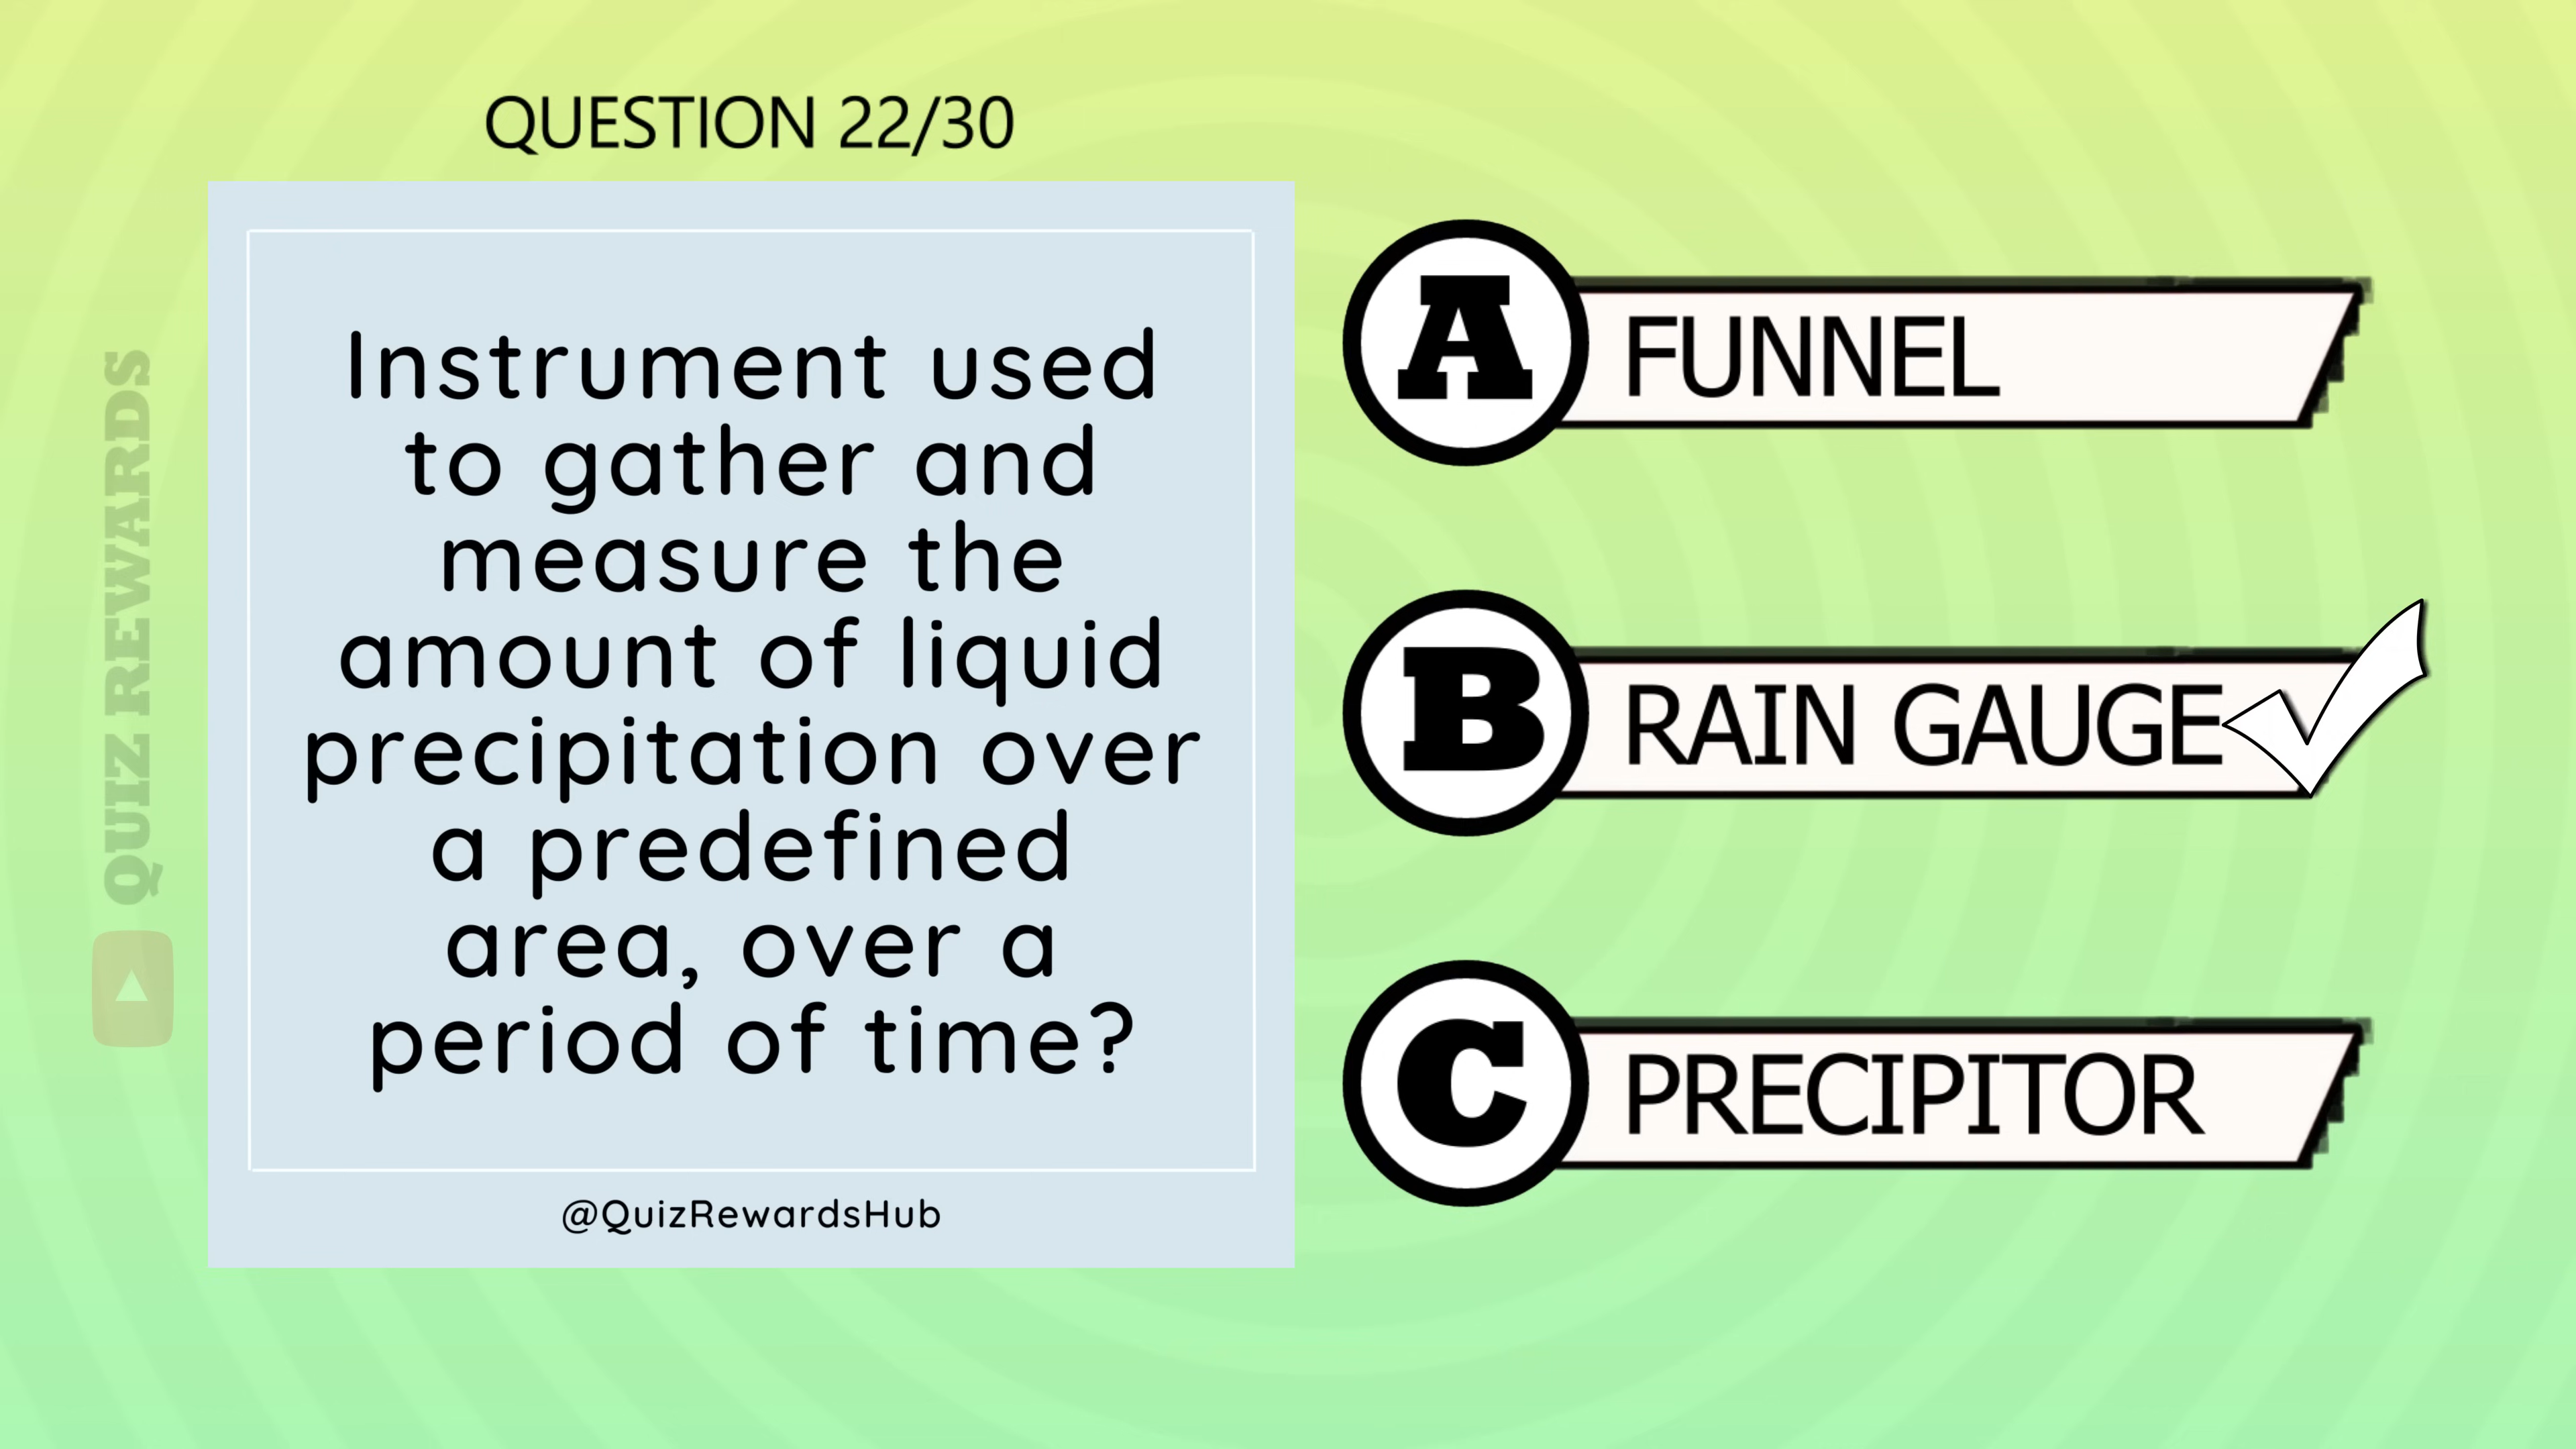 QUESTION 22/30
Instrument used
to gather and
measure the
amount of liquid
precipitation over
a predefined
area, over a
period of time?
@QuizRewardsHub
A FUNNEL
B RAIN GAUGE
C PRECIPITOR
QUIZ REWARDS